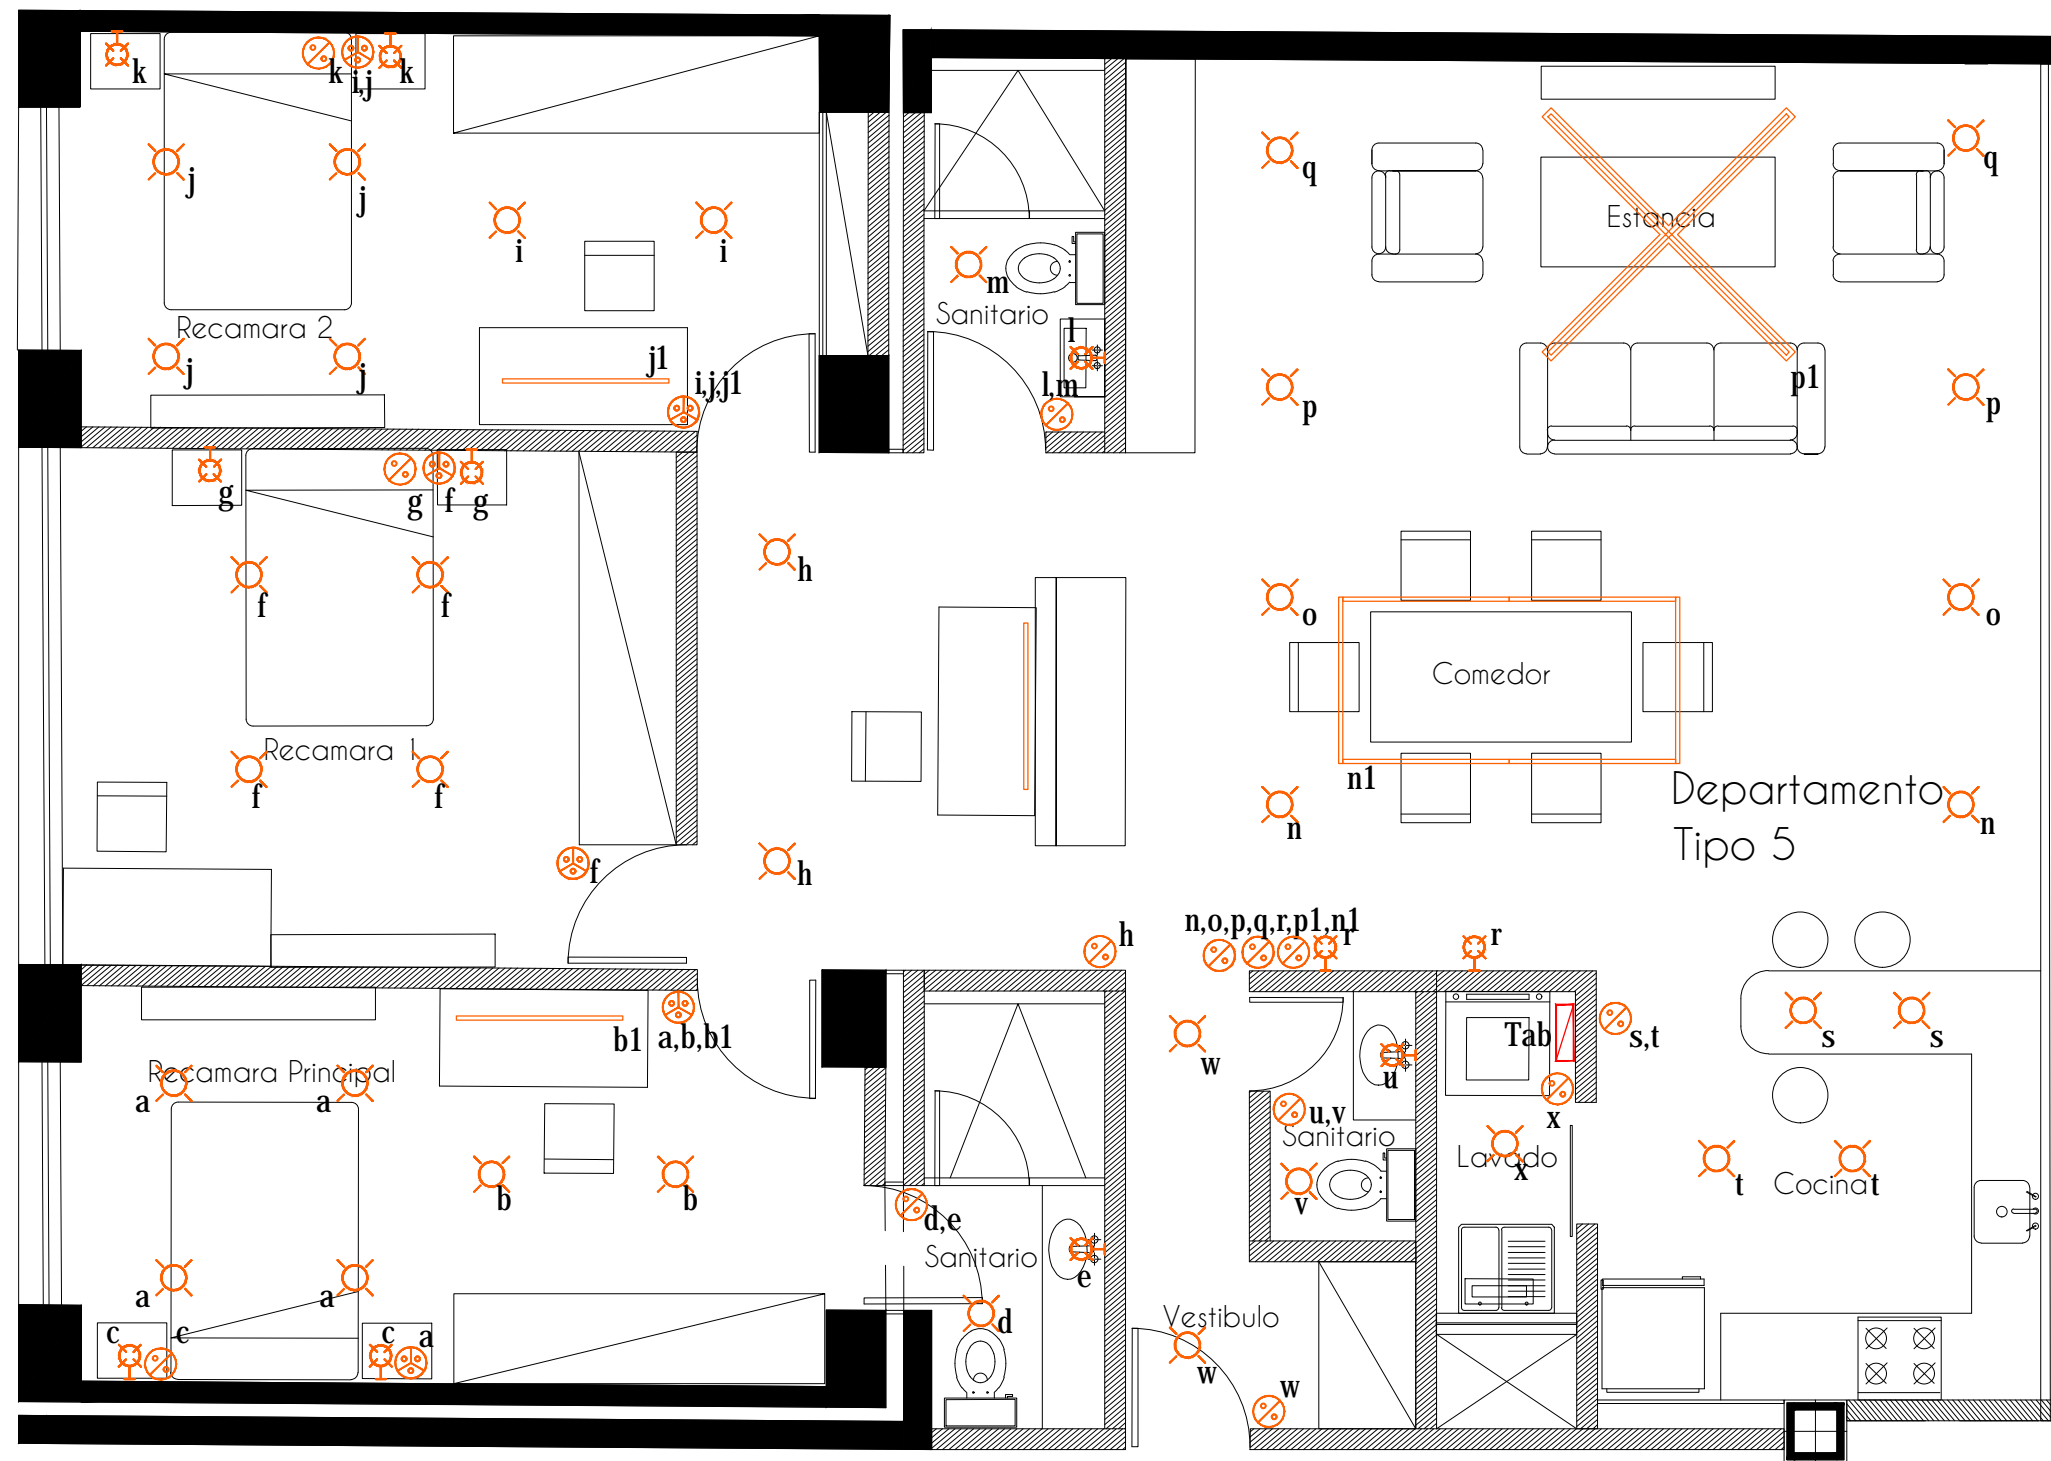 k
k
i,j
k
q
q
j
j
i
i
Estancia
m
Sanitario
Recamara 2
l
j
j
j1
i,j,j1
l,m
p1
p
p
g
g
f
g
h
f
f
o
o
Comedor
Recamara 1
n1
f
f
Departamento
Tipo 5
n
n
f
h
h
n,o,p,q,r,p1,n1
r
r
b1
a,b,b1
w
Tab
s,t
s
s
Recamara Principal
a
a
u
u,v
x
Sanitario
Lavado
x
b
b
v
t
Cocina
t
d,e
Sanitario
e
a
a
Vestibulo
d
c
c
c
a
w
w